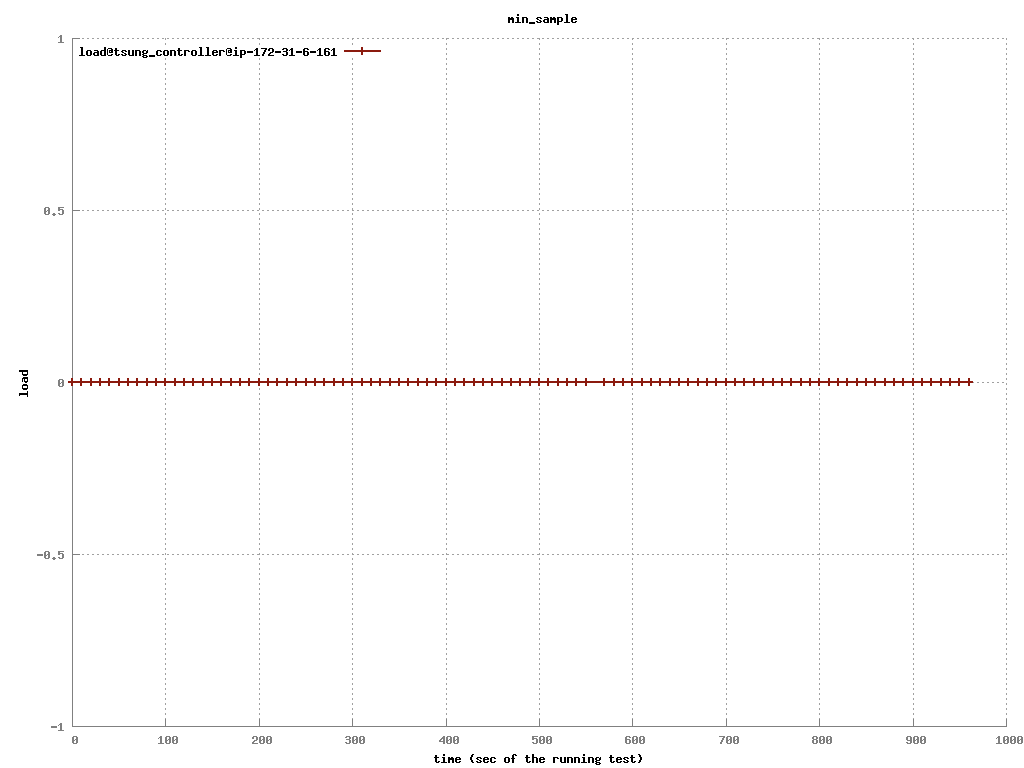 min_sample
load@tsung_controller@ip-172-31-6-161
1
0.5
0
-0.5
-1
load
0 100 200 300 400 500 600 700 800 900 1000
time (sec of the running test)